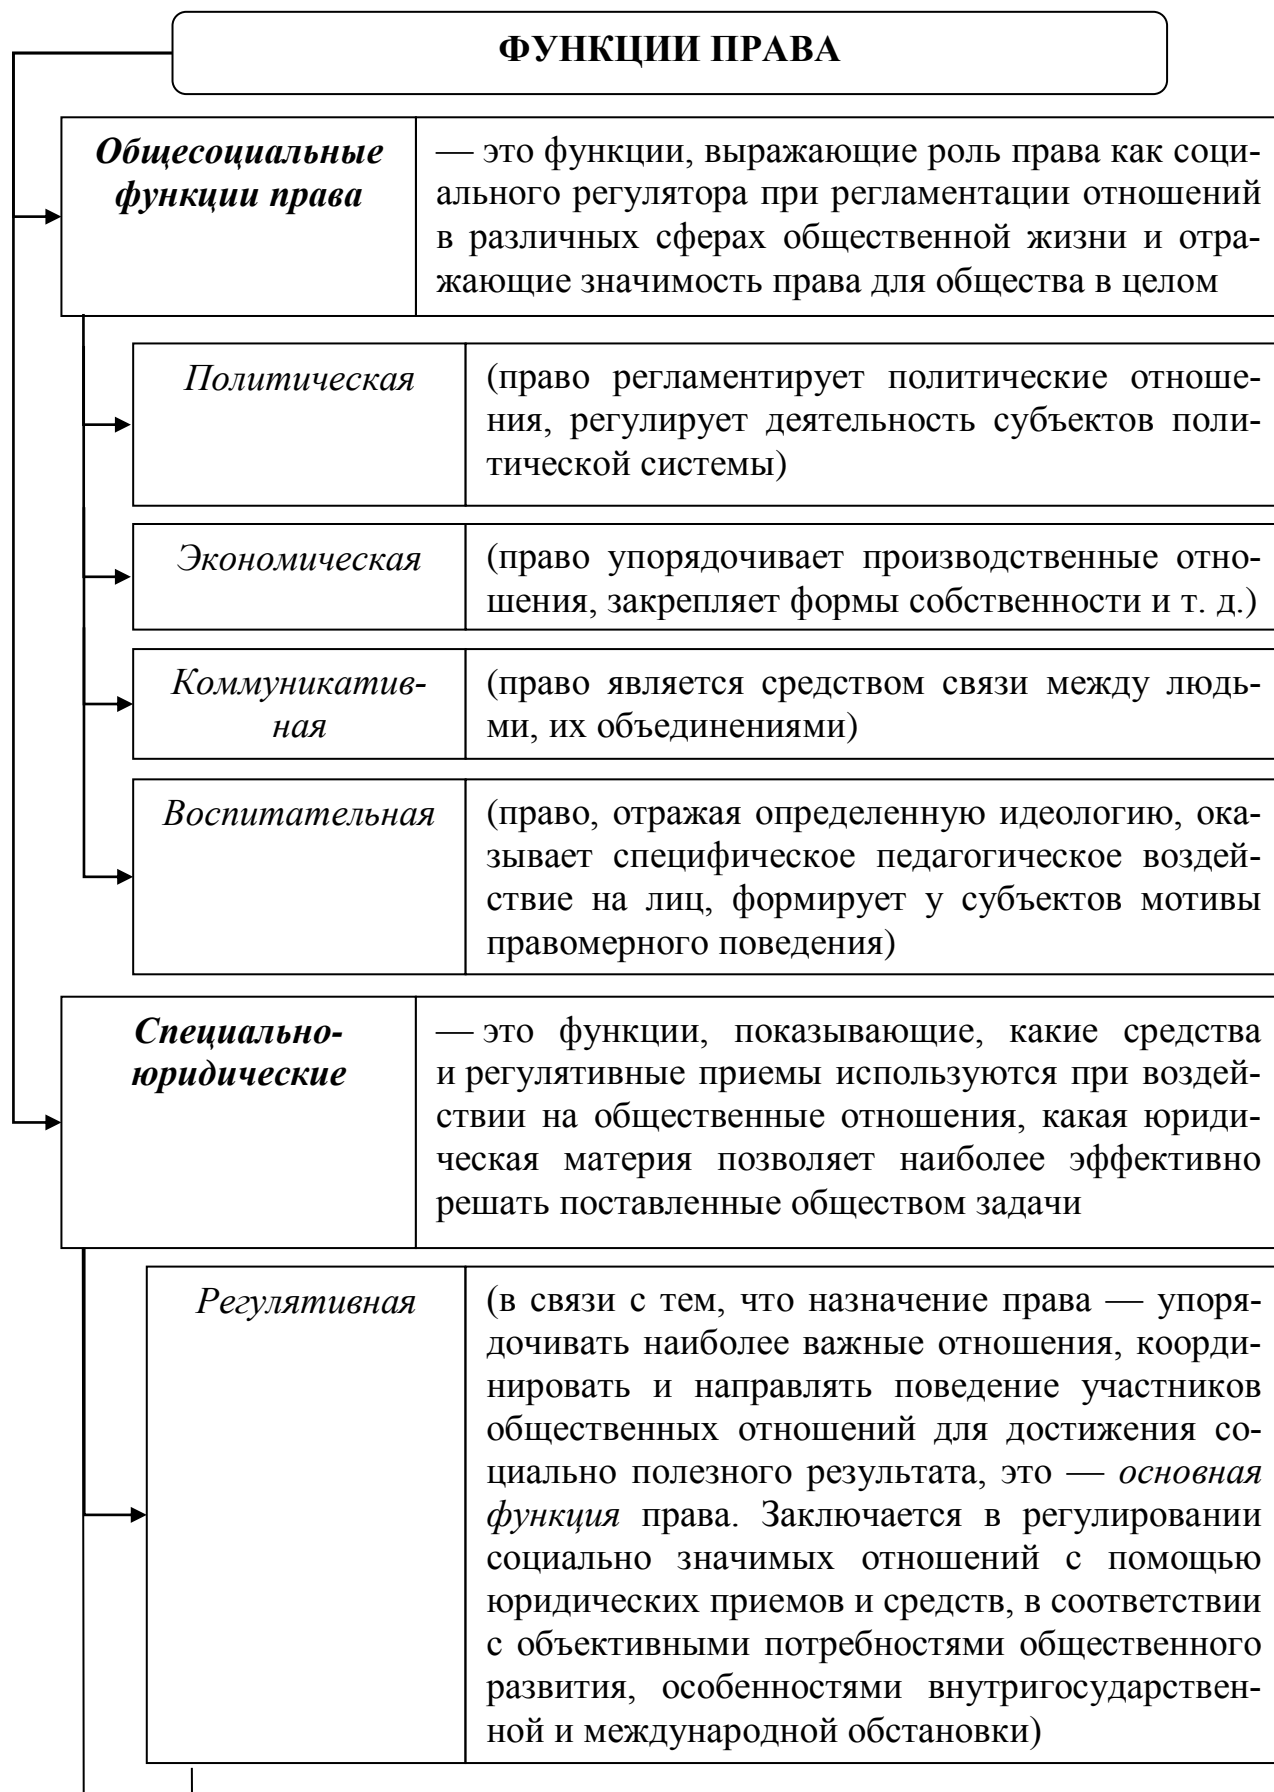 ФУНКЦИИ ПРАВА
Общесоциальные
функции права
— это функции, выражающие роль права как соци-
ального регулятора при регламентации отношений
в различных сферах общественной жизни и отра-
жающие значимость права для общества в целом
Политическая
(право регламентирует политические отноше-
ния, регулирует деятельность субъектов поли-
тической системы)
Экономическая
(право упорядочивает производственные отно-
шения, закрепляет формы собственности и т. д.)
Коммуникатив-
ная
(право является средством связи между людь-
ми, их объединениями)
Воспитательная
(право, отражая определенную идеологию, ока-
зывает специфическое педагогическое воздей-
ствие на лиц, формирует у субъектов мотивы
правомерного поведения)
Специально-
юридические
— это функции, показывающие, какие средства
и регулятивные приемы используются при воздей-
ствии на общественные отношения, какая юриди-
ческая материя позволяет наиболее эффективно
решать поставленные обществом задачи
Регулятивная
(в связи с тем, что назначение права — упоря-
дочивать наиболее важные отношения, коорди-
нировать и направлять поведение участников
общественных отношений для достижения со-
циально полезного результата, это — основная
функция права. Заключается в регулировании
социально значимых отношений с помощью
юридических приемов и средств, в соответствии
с объективными потребностями общественного
развития, особенностями внутригосударствен-
ной и международной обстановки)